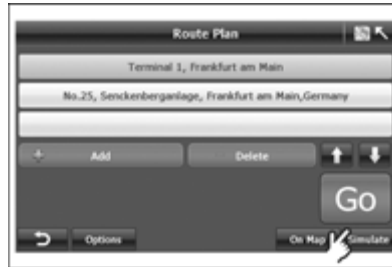 Route Plan
Terminal 1, Frankfurt am Main
No.25, Senckenberganlage, Frankfurt am Main,Germany
+ Add Delete
Go
Options On Map Simulate